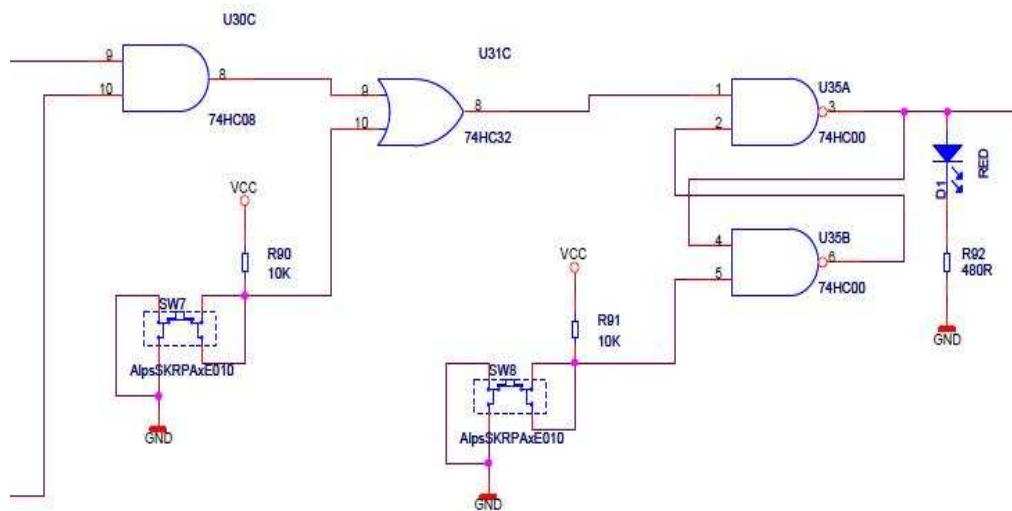 U30C
U31C
9
8
10
74HC08
9
8
10
74HC32
U35A
1
3
2
74HC00
RED
D1
VCC
R90
10K
SW7
AlpsSKRPAxE010
GND
VCC
R91
10K
SW8
AlpsSKRPAxE010
GND
U35B
4
6
5
74HC00
R92
480R
GND